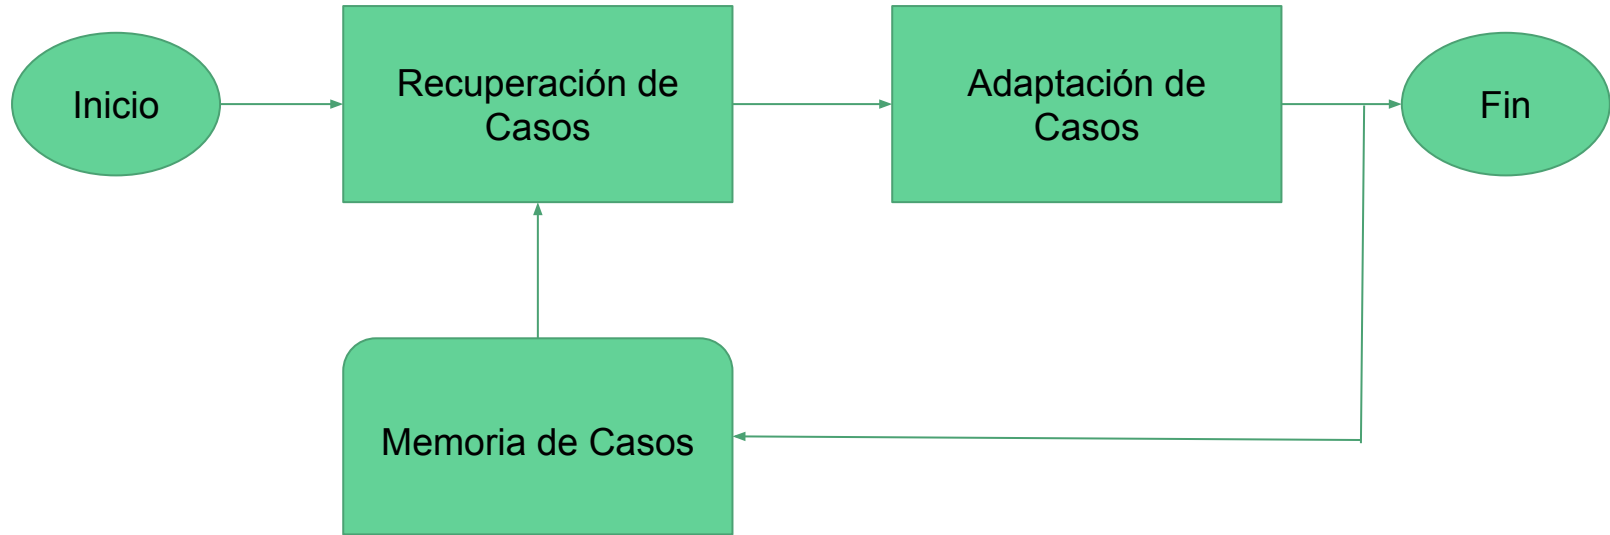 Inicio
Recuperación de
Casos
Adaptación de
Casos
Fin
Memoria de Casos